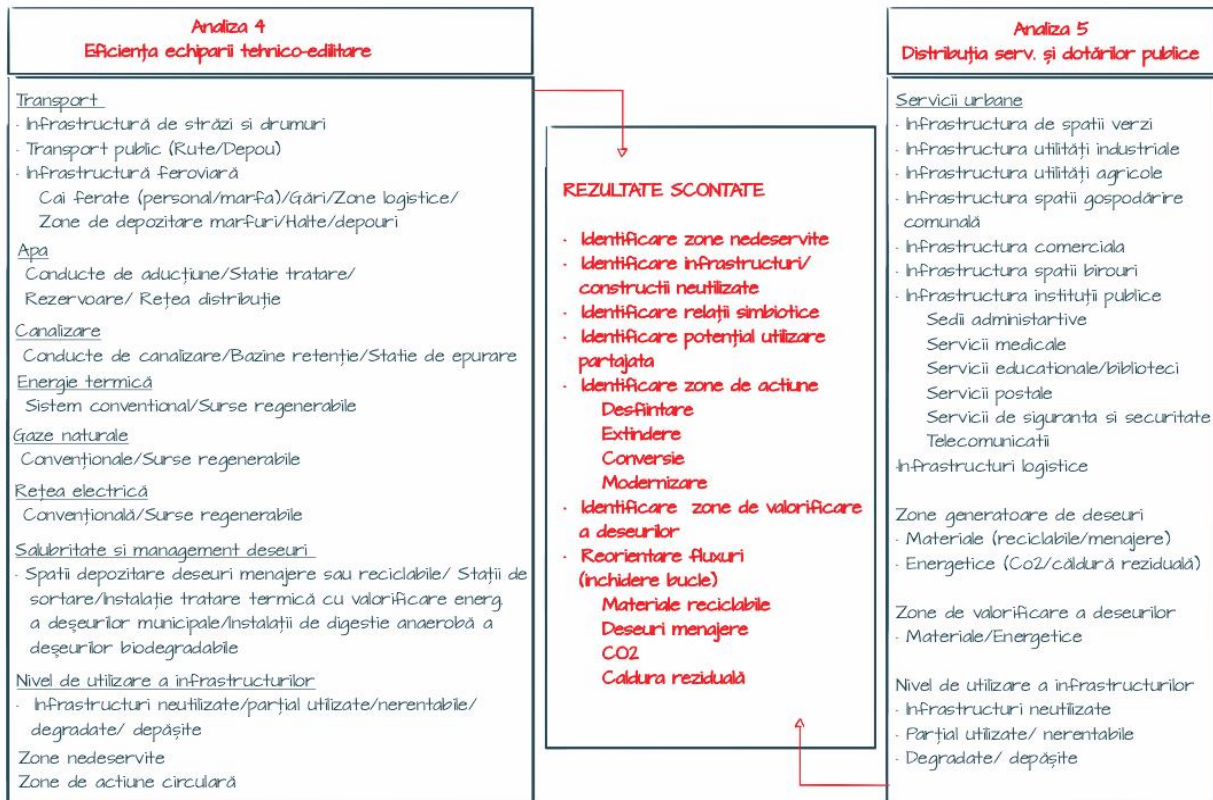 Analiza 4
Eficiența echiparii tehnico-edilitare
Transport
· Infrastructură de străzi si drumuri
· Transport public (Rute/Depou)
· Infrastructură feroviară
Cai ferate (personal/marfa)/Gări/Zone logistice/
Zone de depozitare marfuri/Halte/depouri
Apa
Conducte de aducțiune/Statie tratare/
Rezervoare/ Rețea distribuție
Canalizare
Conducte de canalizare/Bazine retenție/Statie de epurare
Energie termică
Sistem conventional/Surse regenerabile
Gaze naturale
Convenționale/Surse regenerabile
Rețea electrică
Convențională/Surse regenerabile
Salubritate si management deseuri
· Spatii depozitare deseuri menajere sau reciclabile/ Stații de
sortare/Instalație tratare termică cu valorificare energ.
a deșeurilor municipale/Instalații de digestie anaerobă a
deșeurilor biodegradabile
Nivel de utilizare a infrastructurilor
· Infrastructuri neutilizate/parțial utilizate/nerentabile/
degradate/ depășite
Zone nedeservite
Zone de actiune circulară
REZULTATE SCONTATE
· Identificare zone nedeservite
· Identificare infrastructuri/
constructii neutilizate
· Identificare relații simbiotice
· Identificare potențial utilizare
partajata
· Identificare zone de actiune
Desfiintare
Extindere
Conversie
Modernizare
· Identificare zone de valorificare
a deseurilor
· Reorientare fluxuri
(inchidere bucle)
Materiale reciclabile
Deseuri menajere
CO2
Caldura reziduală
Analiza 5
Distribuția serv. și dotărilor publice
Servicii urbane
· Infrastructura de spatii verzi
· Infrastructura utilități industriale
· Infrastructura utilități agricole
· Infrastructura spatii gospodărire
comunală
· Infrastructura comerciala
· Infrastructura spatii birouri
· Infrastructura instituții publice
Sedii administartive
Servicii medicale
Servicii educationale/biblioteci
Servicii postale
Servicii de siguranta si securitate
Telecomunicatii
·Infrastructuri logistice
Zone generatoare de deseuri
· Materiale (reciclabile/menajere)
· Energetice (Co2/căldură reziduală)
Zone de valorificare a deseurilor
· Materiale/Energetice
Nivel de utilizare a infrastructurilor
· Infrastructuri neutilizate
· Parțial utilizate/ nerentabile
· Degradate/ depășite